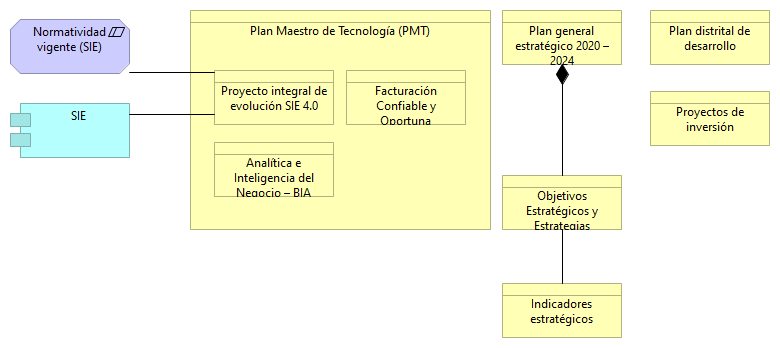 Normatividad
vigente (SIE)
SIE
Plan Maestro de Tecnología (PMT)
Proyecto integral de
evolución SIE 4.0
Facturación
Confiable y
Oportuna
Analítica e
Inteligencia del
Negocio – BIA
Plan general
estratégico 2020 –
2024
Objetivos
Estratégicos y
Estrategias
Indicadores
estratégicos
Plan distrital de
desarrollo
Proyectos de
inversión